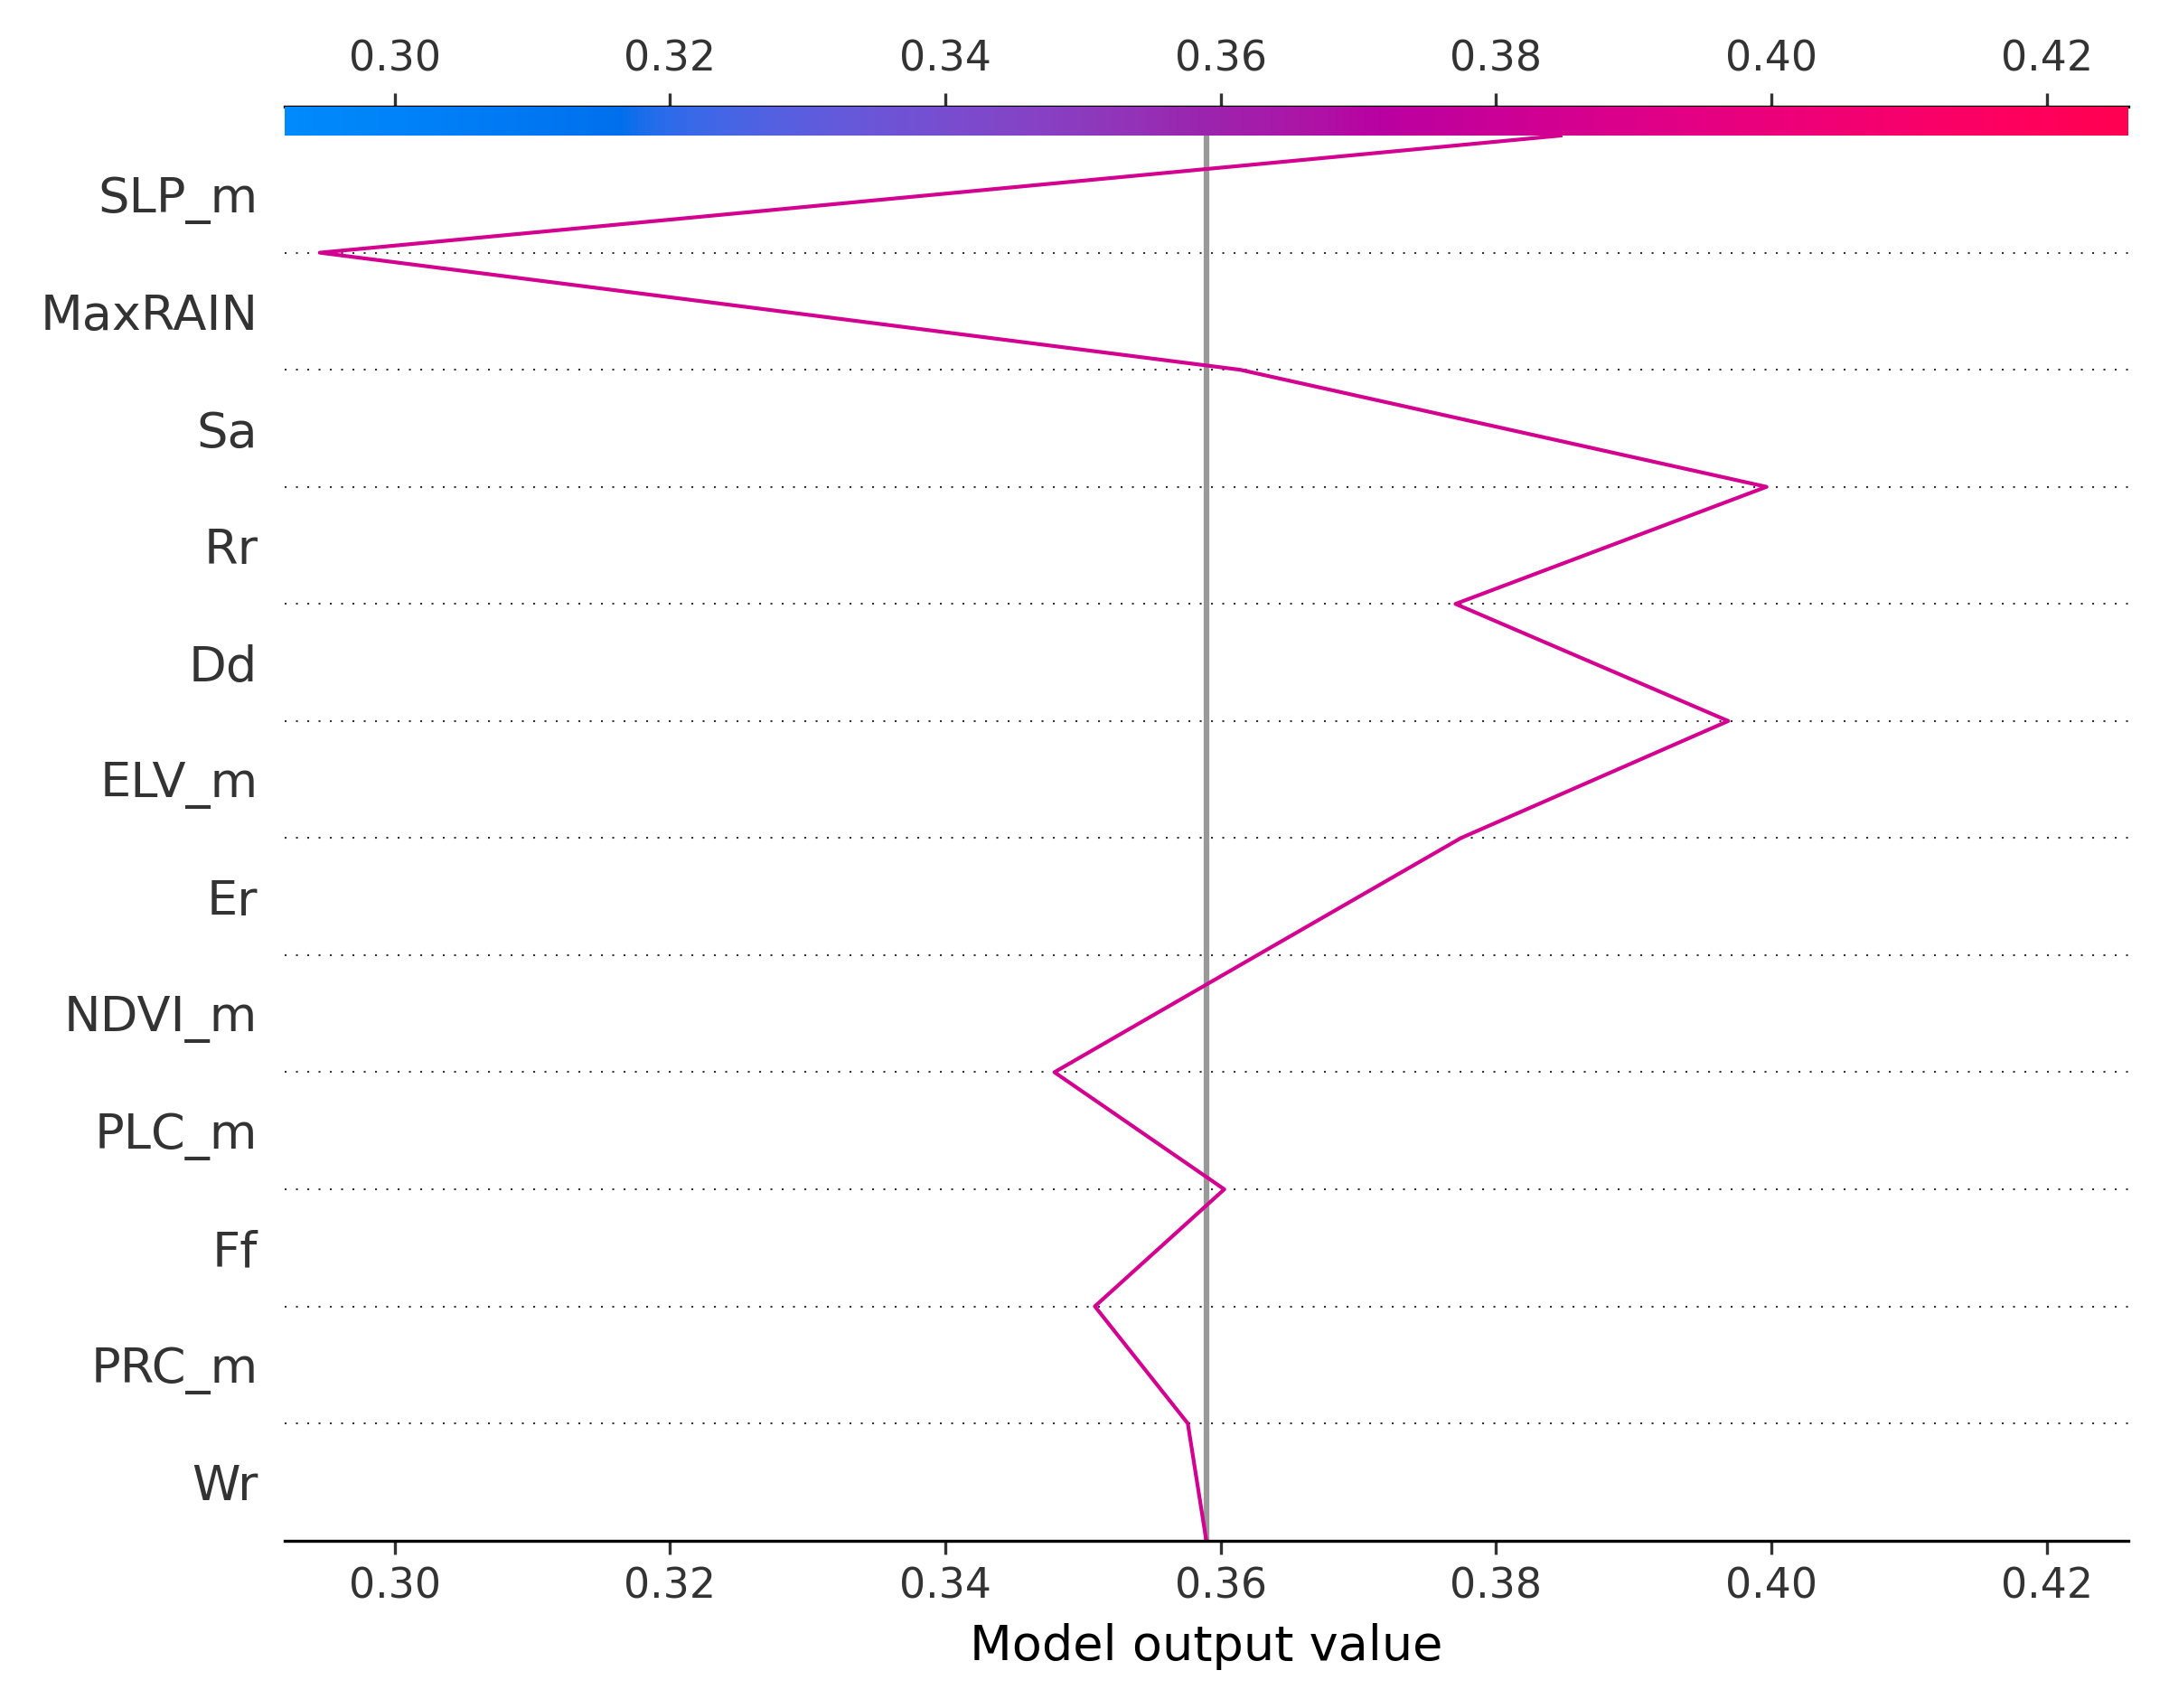 0.30 0.32 0.34 0.36 0.38 0.40 0.42
SLP_m
MaxRAIN
Sa
Rr
Dd
ELV_m
Er
NDVI_m
PLC_m
Ff
PRC_m
Wr
0.30 0.32 0.34 0.36 0.38 0.40 0.42
Model output value